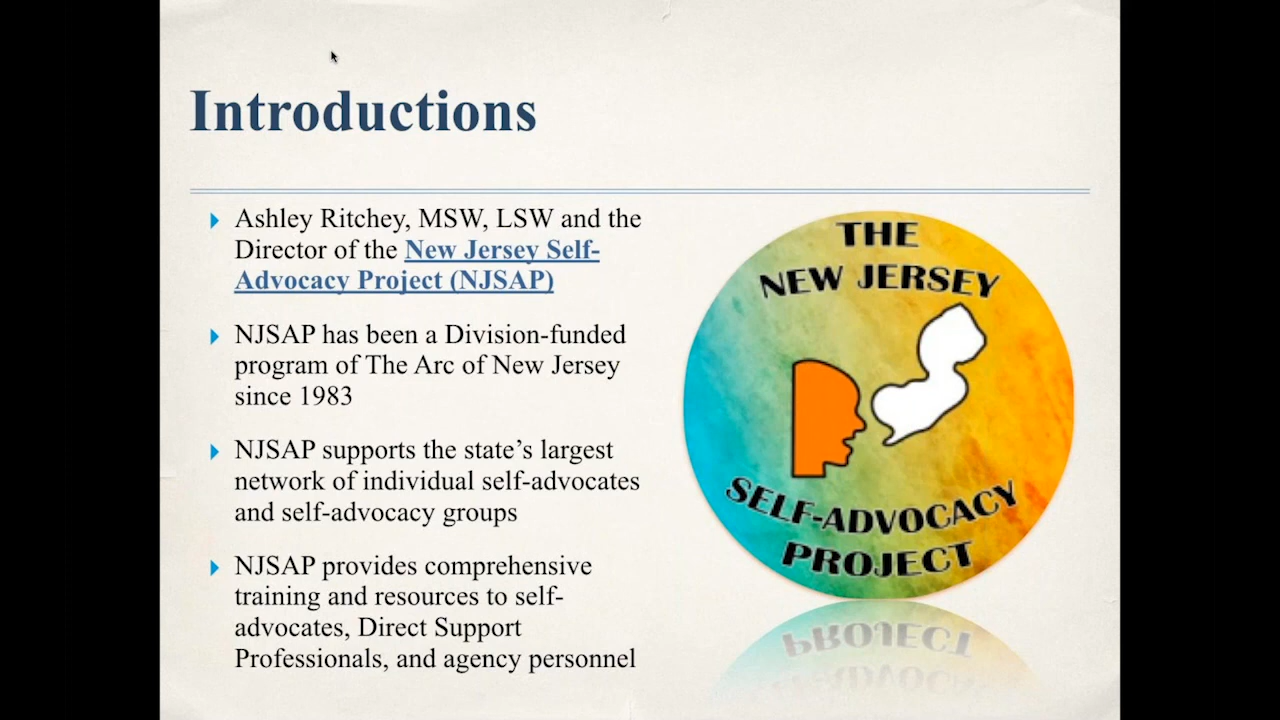 Introductions
Ashley Ritchey, MSW, LSW and the
Director of the New Jersey Self-
Advocacy Project (NJSAP)
NJSAP has been a Division-funded
program of The Arc of New Jersey
since 1983
NJSAP supports the state’s largest
network of individual self-advocates
and self-advocacy groups
NJSAP provides comprehensive
training and resources to self-
advocates, Direct Support
Professionals, and agency personnel
THE
NEW JERSEY
SELF-ADVOCACY
PROJECT